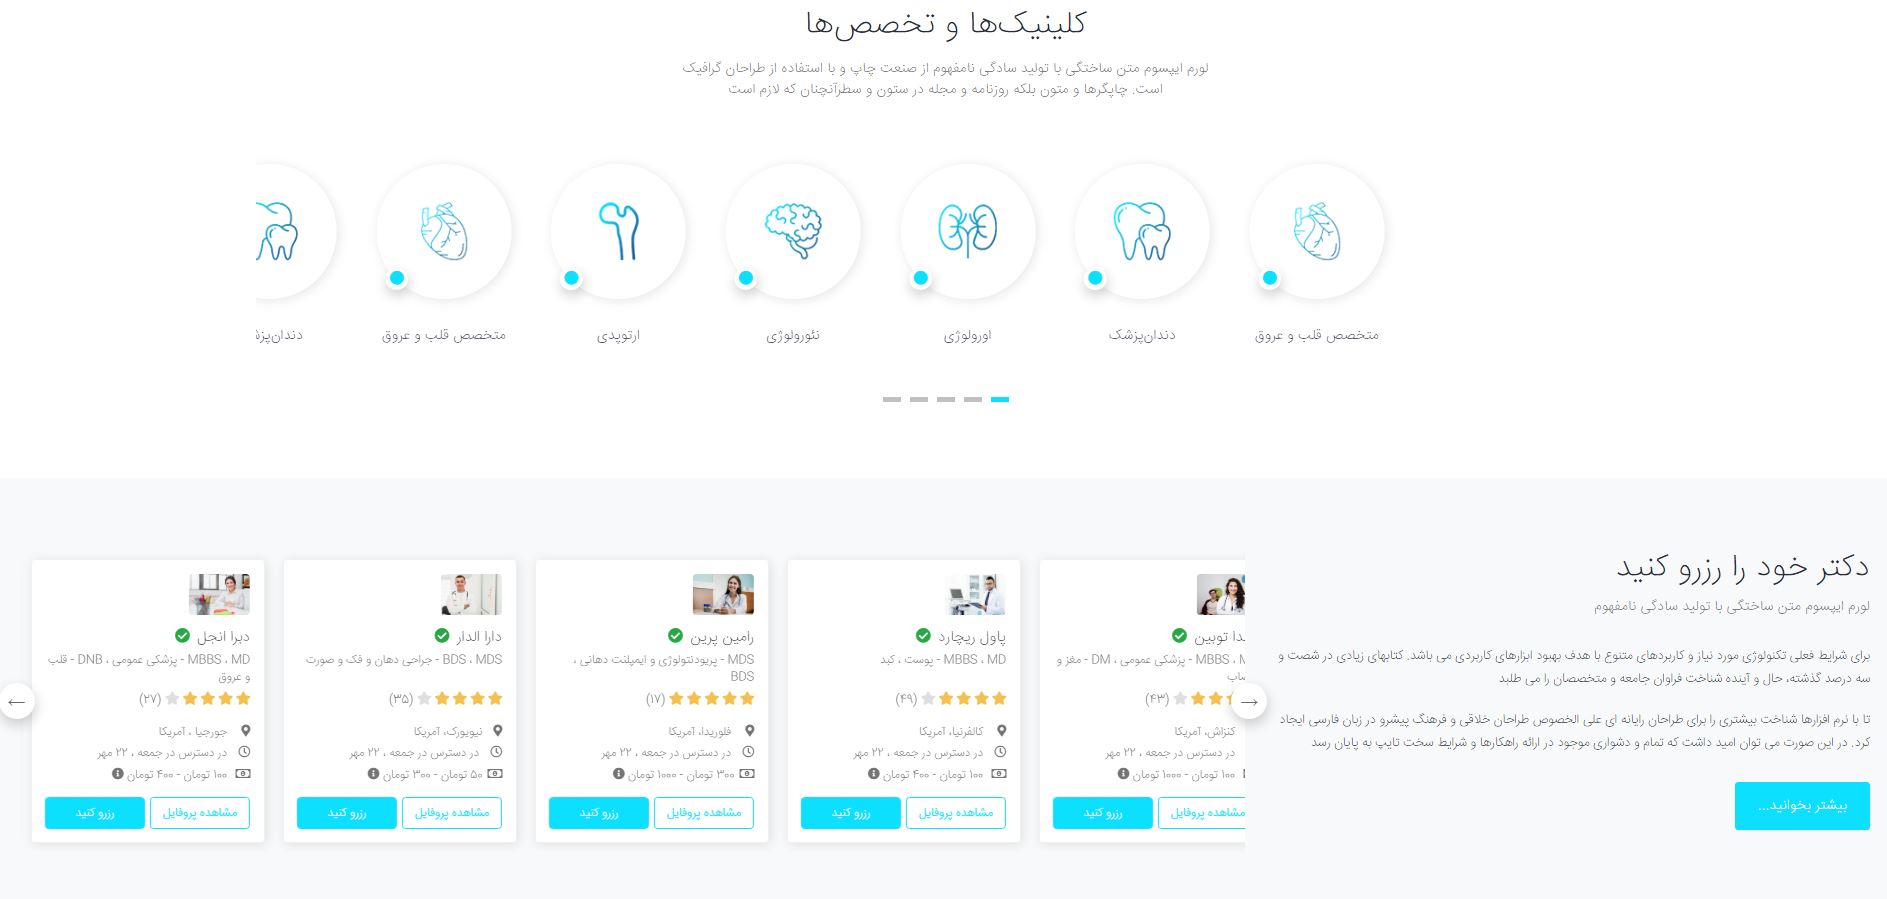 کلینیک‌ها و تخصص‌ها
لورم ایپسوم متن ساختگی با تولید سادگی نامفهوم از صنعت چاپ و با استفاده از طراحان گرافیک
است. چاپگرها و متون بلکه روزنامه و مجله در ستون و سطرآنچنان که لازم است
متخصص قلب و عروق
دندان‌پزشک
اورولوژی
نئورولوژی
ارتوپدی
متخصص قلب و عروق
دندان‌پزش
دکتر خود را رزرو کنید
لورم ایپسوم متن ساختگی با تولید سادگی نامفهوم
برای شرایط فعلی تکنولوژی مورد نیاز و کاربردهای متنوع با هدف بهبود ابزارهای کاربردی می باشد. کتابهای زیادی در شصت و
سه درصد گذشته، حال و آینده شناخت فراوان جامعه و متخصصان را می طلبد
تا با نرم افزارها شناخت بیشتری را برای طراحان رایانه ای علی الخصوص طراحان خلاقی و فرهنگ پیشرو در زبان فارسی ایجاد
کرد. در این صورت می توان امید داشت که تمام و دشواری موجود در ارائه راهکارها و شرایط سخت تایپ به پایان رسد
بیشتر بخوانید...
دا توبین
MBBS ، M - پزشکی عمومی ، DM - مغز و
صاب
(۴۳)
کنزاش، آمریکا
در دسترس در جمعه ، ۲۲ مهر
۱۰۰ تومان - ۱۰۰۰ تومان
مشاهده پروفایل
رزرو کنید
پاول ریچارد
MBBS ، MD - پوست ، کبد
(۴۹)
کالفرنیا، آمریکا
در دسترس در جمعه ، ۲۲ مهر
۱۰۰ تومان - ۴۰۰ تومان
مشاهده پروفایل
رزرو کنید
رامین پرین
MDS - پریودنتولوژی و ایمپلنت دهانی ،
BDS
(۱۷)
فلوریدا، آمریکا
در دسترس در جمعه ، ۲۲ مهر
۳۰۰ تومان - ۱۰۰۰ تومان
مشاهده پروفایل
رزرو کنید
دارا الدار
BDS ، MDS - جراحی دهان و فک و صورت
(۳۵)
نیویورک، آمریکا
در دسترس در جمعه ، ۲۲ مهر
۵۰ تومان - ۳۰۰ تومان
مشاهده پروفایل
رزرو کنید
دبرا انجل
MBBS ، MD - پزشکی عمومی ، DNB - قلب
و عروق
(۲۷)
جورجیا ، آمریکا
در دسترس در جمعه ، ۲۲ مهر
۱۰۰ تومان - ۴۰۰ تومان
مشاهده پروفایل
رزرو کنید